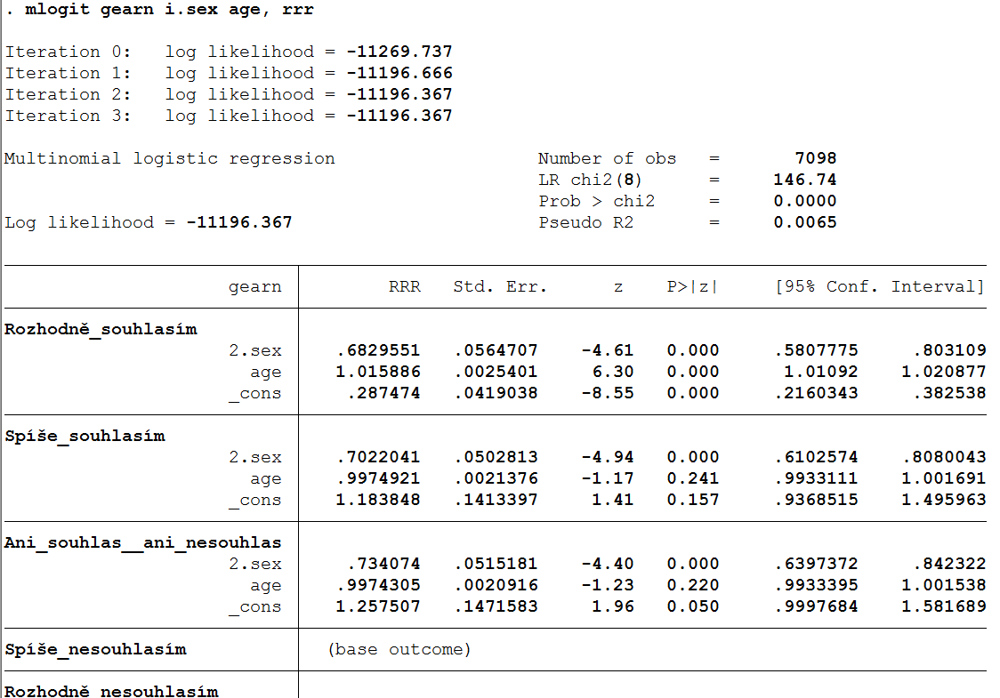 . mlogit gearn i.sex age, rrr
Iteration 0:   log likelihood = -11269.737
Iteration 1:   log likelihood = -11196.666
Iteration 2:   log likelihood = -11196.367
Iteration 3:   log likelihood = -11196.367
Multinomial logistic regression   Number of obs   =   7098
LR chi2(8)   =   146.74
Prob > chi2   =   0.0000
Log likelihood = -11196.367   Pseudo R2   =   0.0065
gearn   RRR   Std. Err.   z   P>|z|   [95% Conf. Interval]
Rozhodně_souhlasím
2.sex   .6829551   .0564707   -4.61   0.000   .5807775   .803109
age   1.015886   .0025401   6.30   0.000   1.01092   1.020877
_cons   .287474   .0419038   -8.55   0.000   .2160343   .382538
Spíše_souhlasím
2.sex   .7022041   .0502813   -4.94   0.000   .6102574   .8080043
age   .9974921   .0021376   -1.17   0.241   .9933111   1.001691
_cons   1.183848   .1413397   1.41   0.157   .9368515   1.495963
Ani_souhlas__ani_nesouhlas
2.sex   .734074   .0515181   -4.40   0.000   .6397372   .842322
age   .9974305   .0020916   -1.23   0.220   .9933395   1.001538
_cons   1.257507   .1471583   1.96   0.050   .9997684   1.581689
Spíše_nesouhlasím   (base outcome)
Rozhodně nesouhlasím